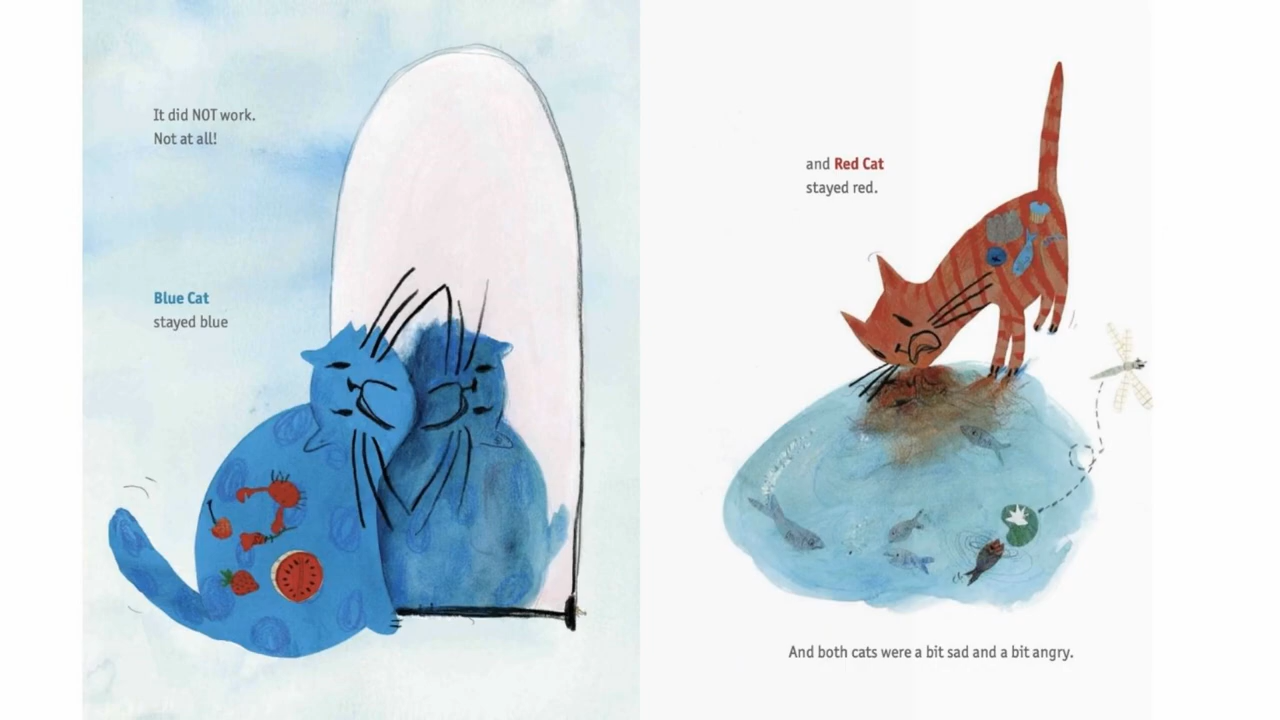 It did NOT work.
Not at all!
Blue Cat
stayed blue
and Red Cat
stayed red.
And both cats were a bit sad and a bit angry.